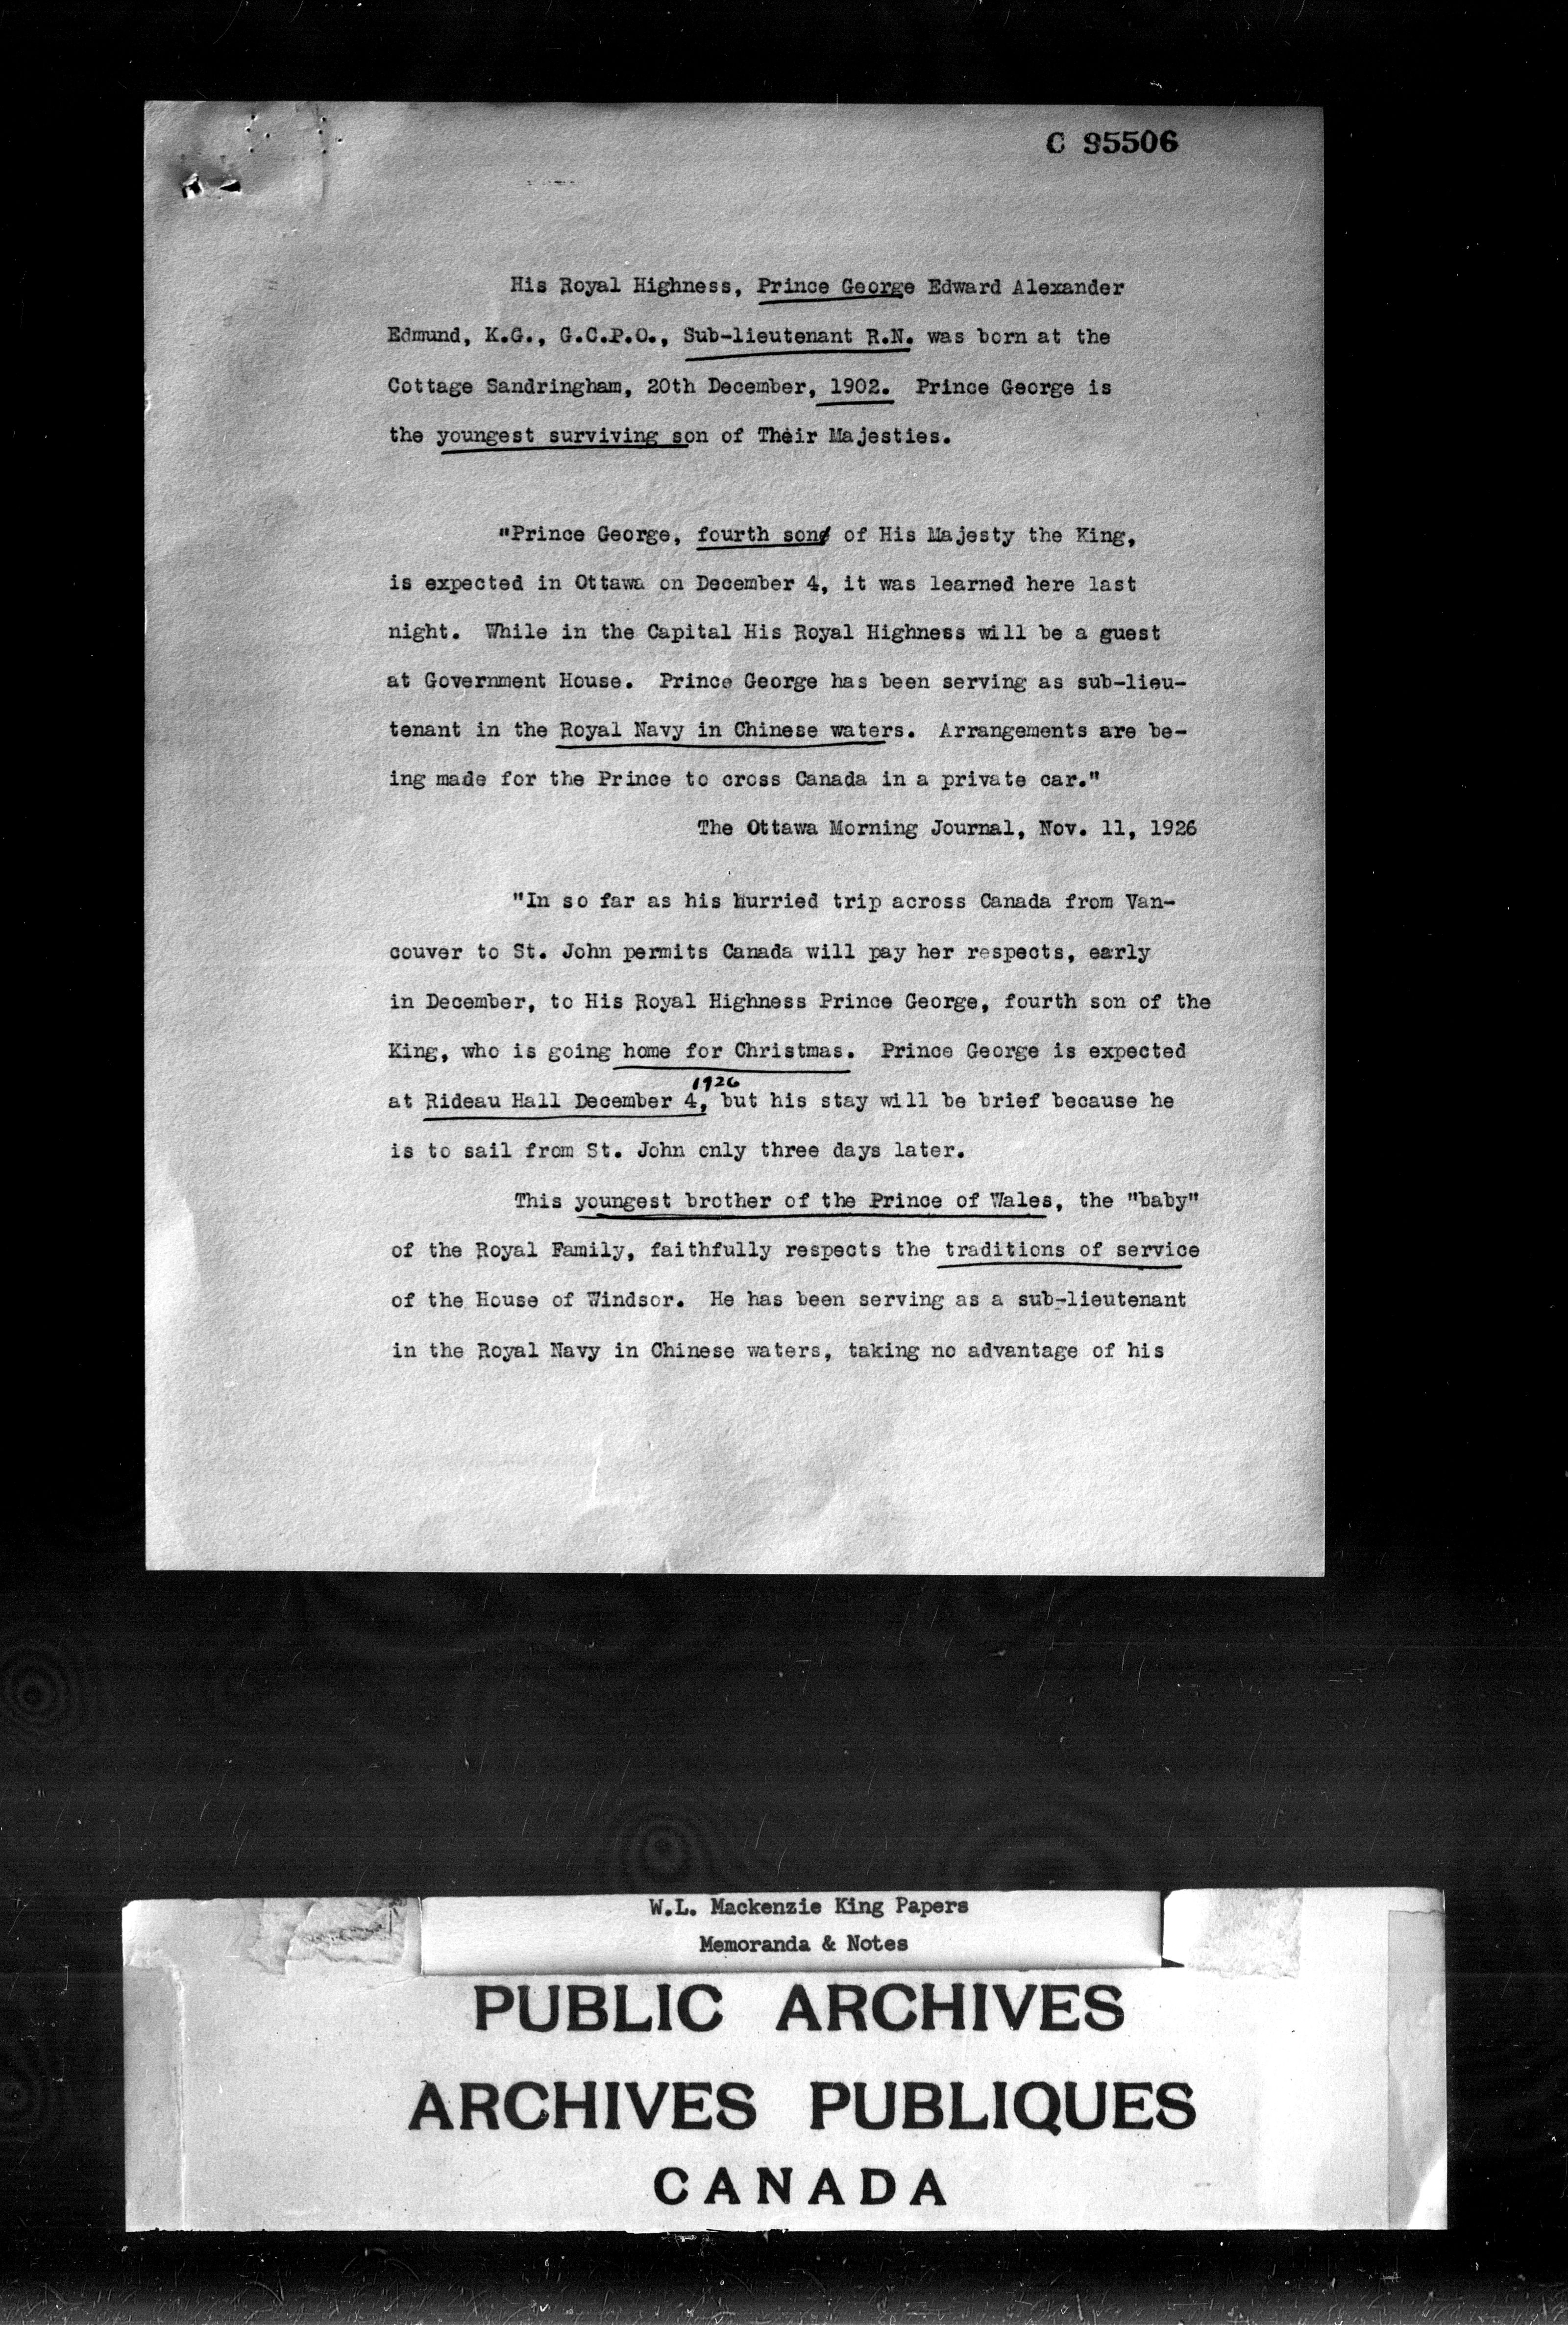 C 95506
His Royal Highness, Prince George Edward Alexander
Edmund, K.G., G.C.P.O., Sub-lieutenant R.N. was born at the
Cottage Sandringham, 20th December, 1902. Prince George is
the youngest surviving son of Their Majesties.
"Prince George, fourth son of His Majesty the King,
is expected in Ottawa on December 4, it was learned here last
night. While in the Capital His Royal Highness will be a guest
at Government House. Prince George has been serving as sub-lieu-
tenant in the Royal Navy in Chinese waters. Arrangements are be-
ing made for the Prince to cross Canada in a private car."
The Ottawa Morning Journal, Nov. 11, 1926
"In so far as his hurried trip across Canada from Van-
couver to St. John permits Canada will pay her respects, early
in December, to His Royal Highness Prince George, fourth son of the
King, who is going home for Christmas. Prince George is expected
1926
at Rideau Hall December 4, but his stay will be brief because he
is to sail from St. John only three days later.
This youngest brother of the Prince of Wales, the "baby"
of the Royal Family, faithfully respects the traditions of service
of the House of Windsor. He has been serving as a sub-lieutenant
in the Royal Navy in Chinese waters, taking no advantage of his
W.L. Mackenzie King Papers
Memoranda & Notes
PUBLIC ARCHIVES
ARCHIVES PUBLIQUES
CANADA